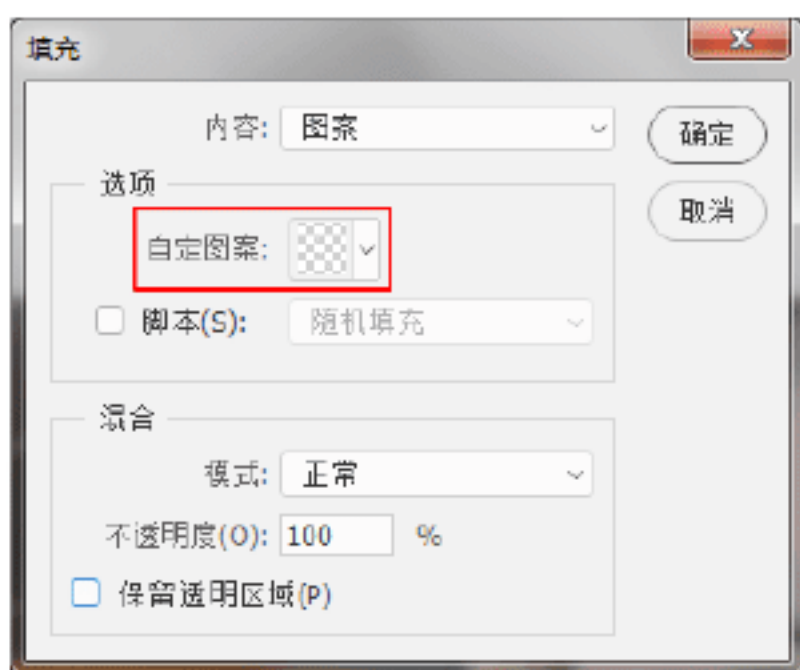 填充
内容: 图案
确定
选项
取消
自定图案:
脚本(S): 随机填充
混合
模式: 正常
不透明度(O): 100 %
保留透明区域(P)